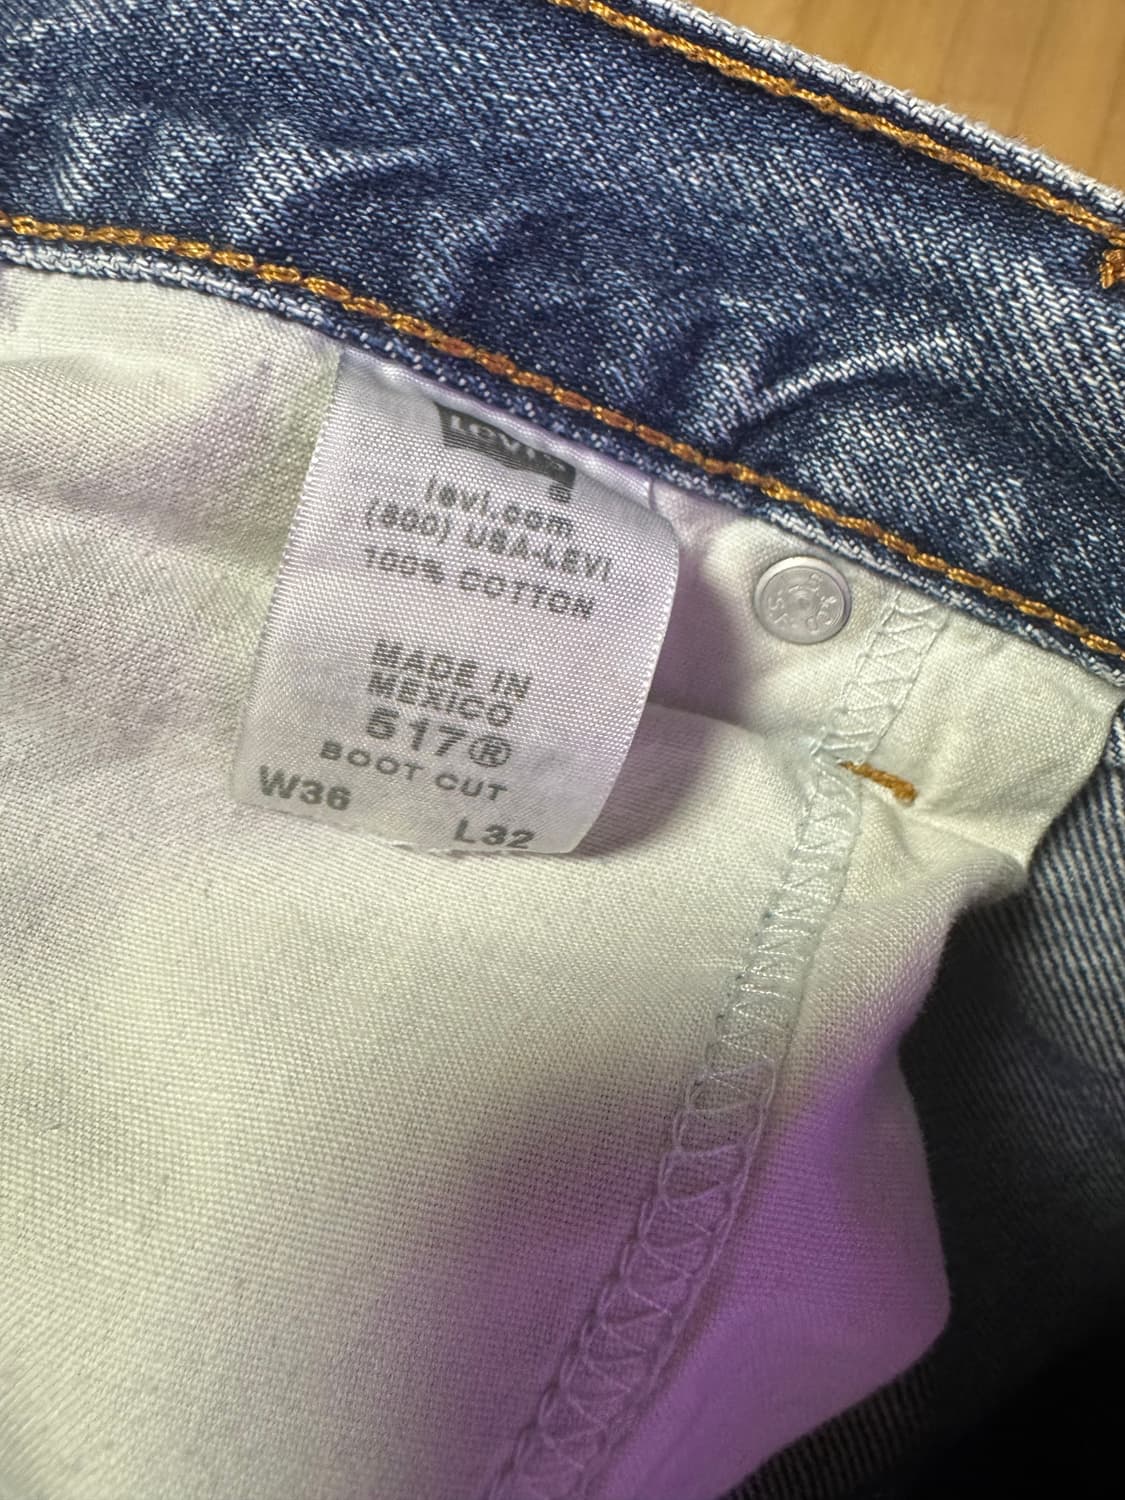 LEVI'S
levi.com
(800) USA-LEVI
100% COTTON
MADE IN
MEXICO
517®
BOOT CUT
W36
L32